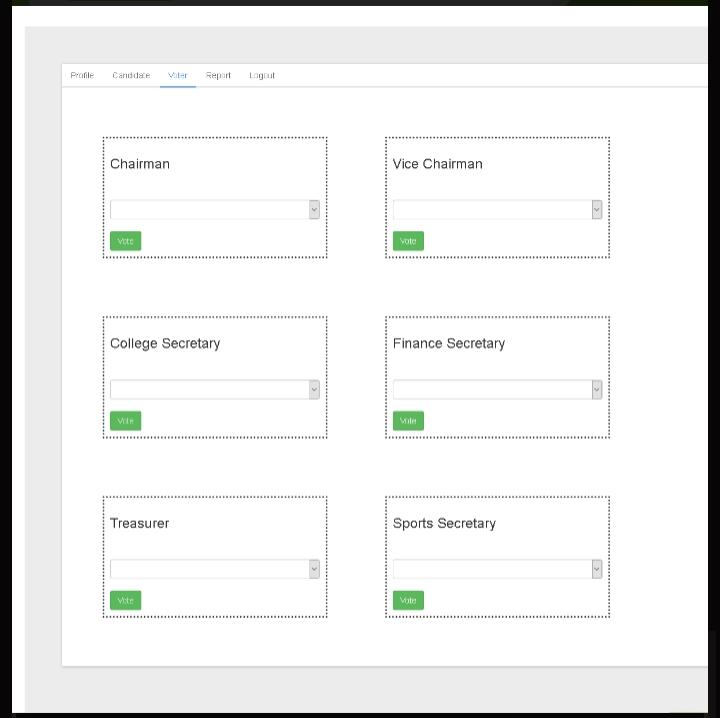 Profile Candidate Voter Report Logout
Chairman Vice Chairman
Vote Vote
College Secretary Finance Secretary
Vote Vote
Treasurer Sports Secretary
Vote Vote